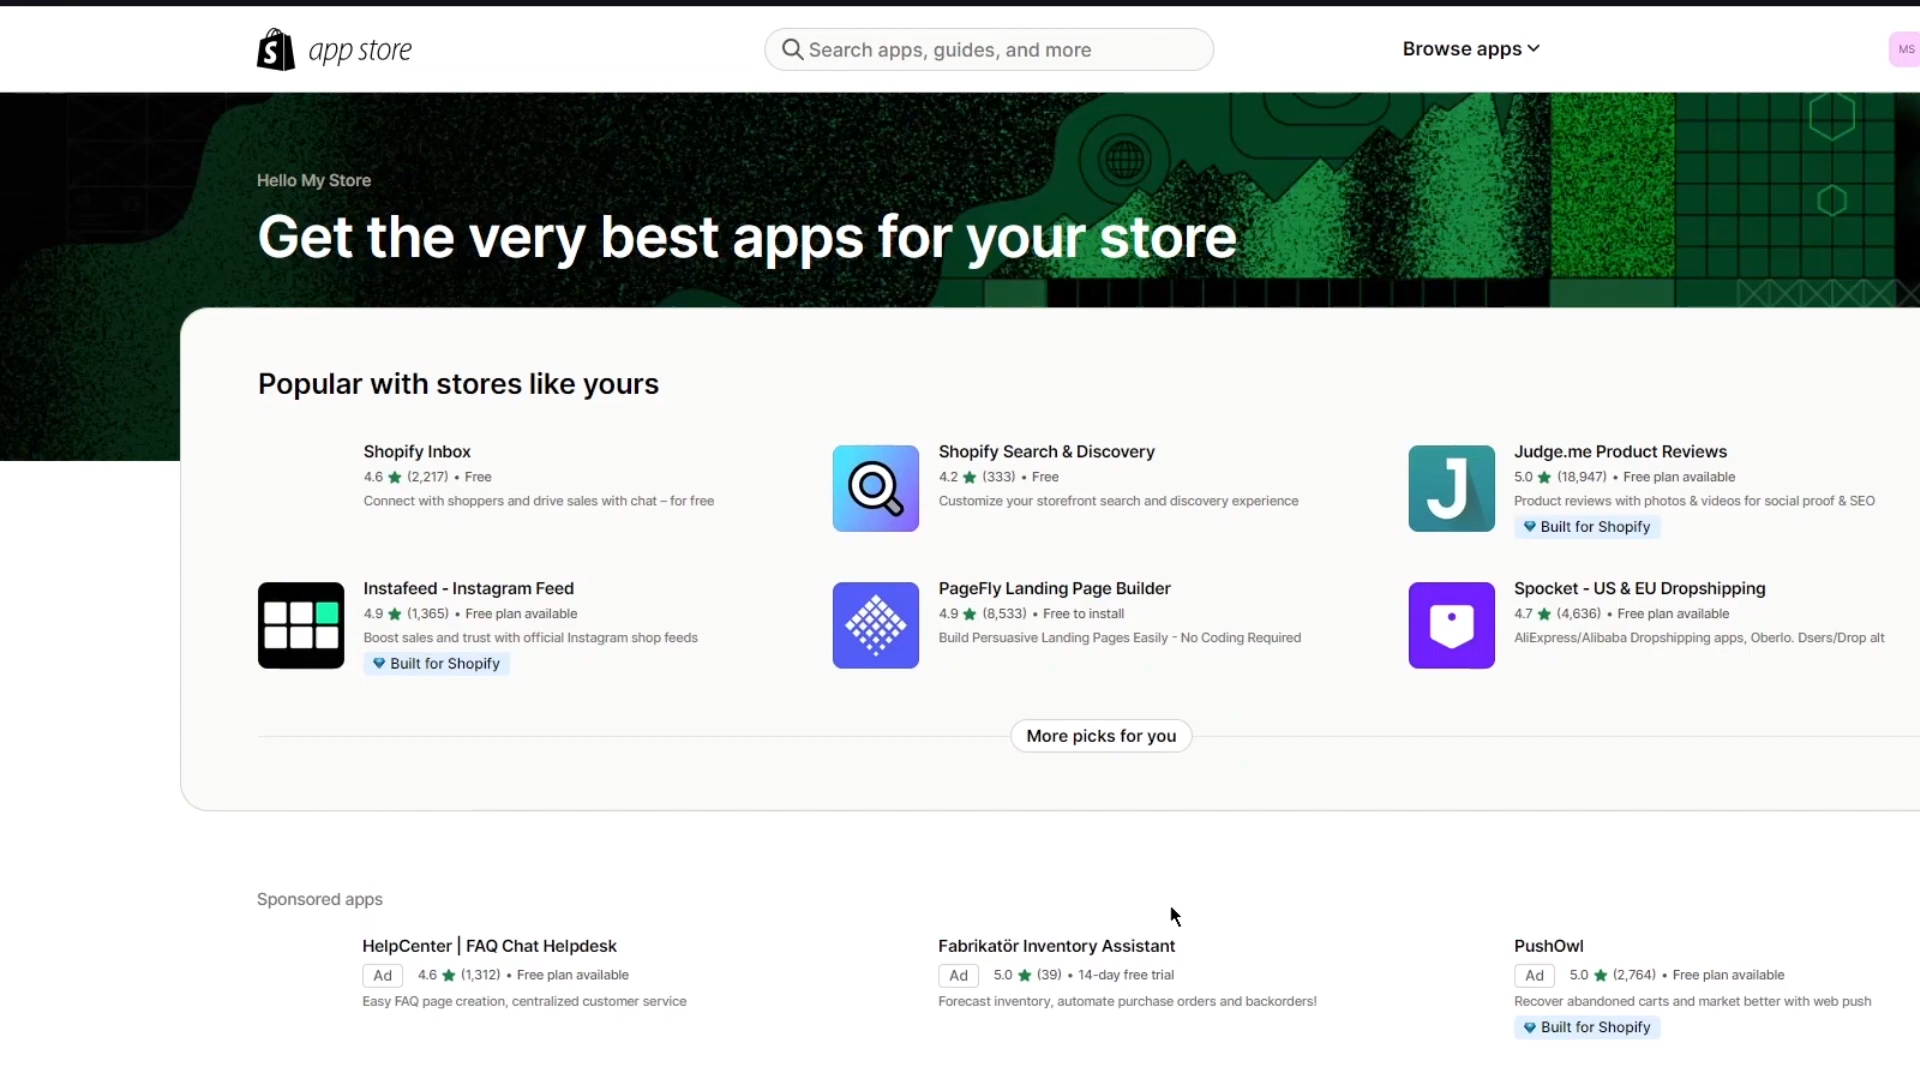 app store
Search apps, guides, and more
Browse apps
MS
Hello My Store
Get the very best apps for your store
Popular with stores like yours
Shopify Inbox
4.6 ★ (2,217) • Free
Connect with shoppers and drive sales with chat – for free
Shopify Search & Discovery
4.2 ★ (333) • Free
Customize your storefront search and discovery experience
Judge.me Product Reviews
5.0 ★ (18,947) • Free plan available
Product reviews with photos & videos for social proof & SEO
Built for Shopify
Instafeed - Instagram Feed
4.9 ★ (1,365) • Free plan available
Boost sales and trust with official Instagram shop feeds
Built for Shopify
PageFly Landing Page Builder
4.9 ★ (8,533) • Free to install
Build Persuasive Landing Pages Easily - No Coding Required
Spocket - US & EU Dropshipping
4.7 ★ (4,636) • Free plan available
AliExpress/Alibaba Dropshipping apps, Oberlo. Dsers/Drop alt
More picks for you
Sponsored apps
HelpCenter | FAQ Chat Helpdesk
Ad 4.6 ★ (1,312) • Free plan available
Easy FAQ page creation, centralized customer service
Fabrikatör Inventory Assistant
Ad 5.0 ★ (39) • 14-day free trial
Forecast inventory, automate purchase orders and backorders!
PushOwl
Ad 5.0 ★ (2,764) • Free plan available
Recover abandoned carts and market better with web push
Built for Shopify